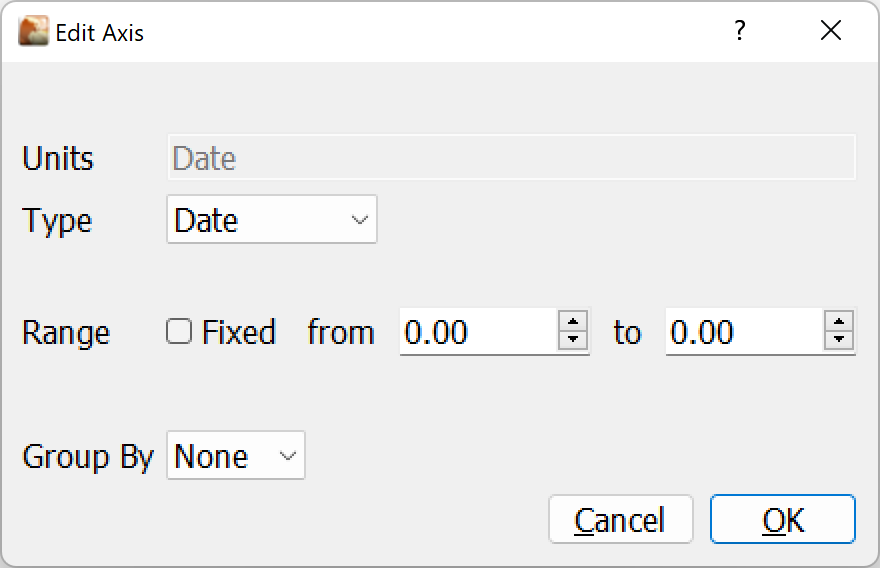 Edit Axis ?
Units Date
Type Date
Range Fixed from 0.00 to 0.00
Group By None
Cancel OK